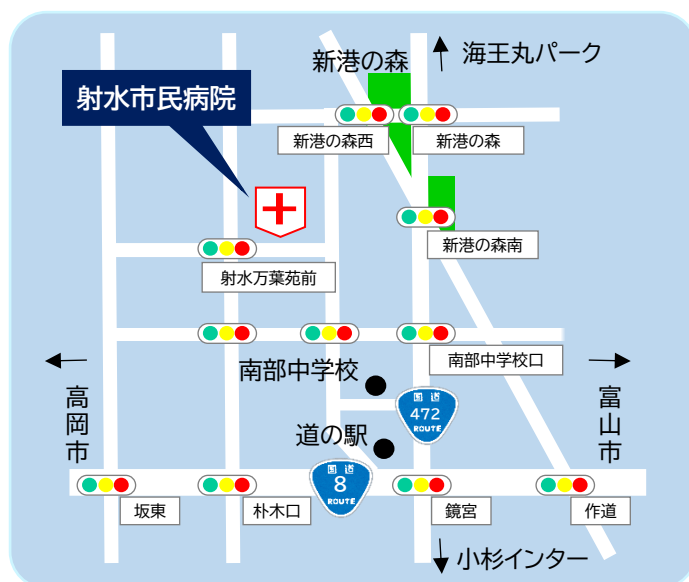 海王丸パーク
新港の森
射水市民病院
新港の森西
新港の森
新港の森南
射水万葉苑前
南部中学校口
南部中学校
高岡市
富山市
国道
472
ROUTE
道の駅
国道
8
ROUTE
坂東
朴木口
鏡宮
作道
小杉インター